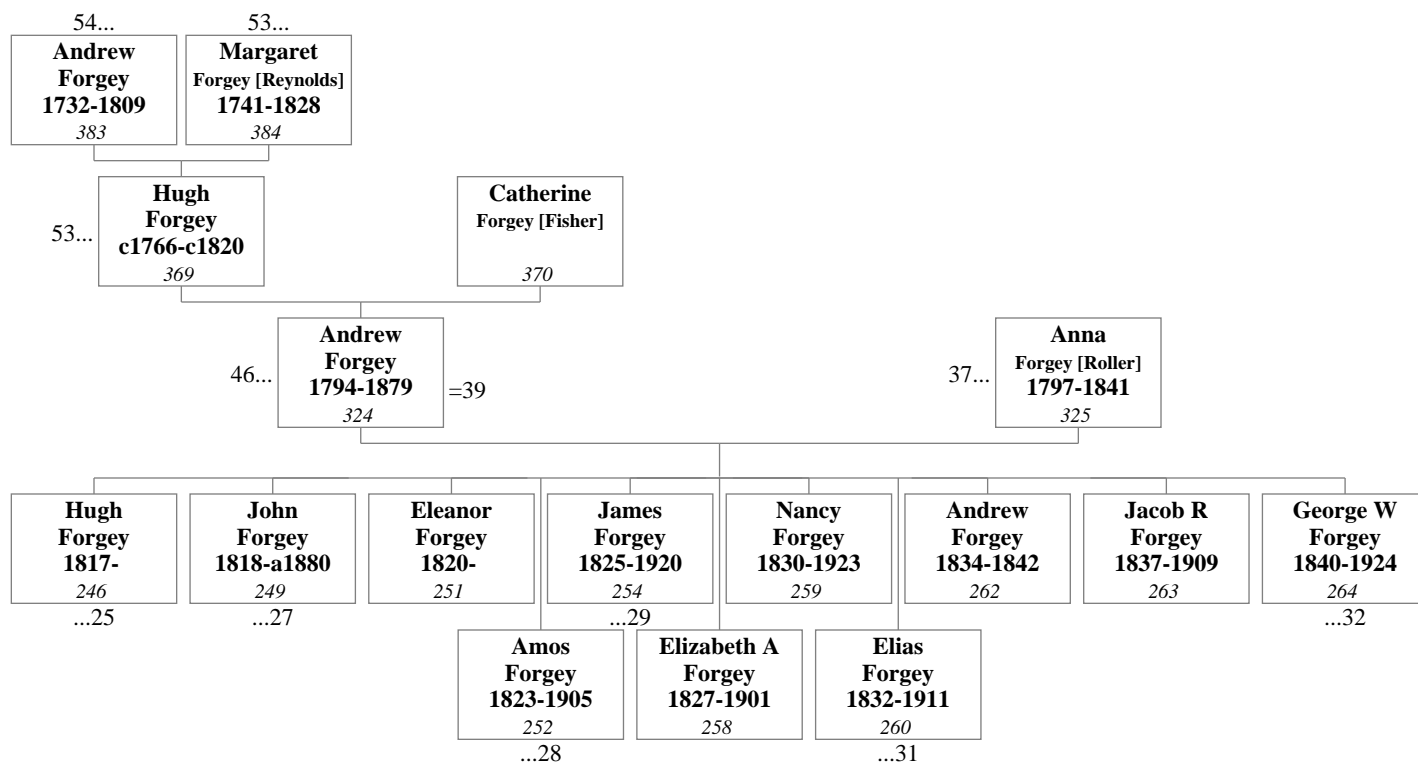 54...
53...
Andrew
Forgey
1732-1809
383
Margaret
Forgey [Reynolds]
1741-1828
384
53...
Hugh
Forgey
c1766-c1820
369
Catherine
Forgey [Fisher]
370
46...
Andrew
Forgey
1794-1879
324
=39
37...
Anna
Forgey [Roller]
1797-1841
325
Hugh
Forgey
1817-
246
...25
John
Forgey
1818-a1880
249
...27
Eleanor
Forgey
1820-
251
James
Forgey
1825-1920
254
...29
Nancy
Forgey
1830-1923
259
Andrew
Forgey
1834-1842
262
Jacob R
Forgey
1837-1909
263
George W
Forgey
1840-1924
264
...32
Amos
Forgey
1823-1905
252
...28
Elizabeth A
Forgey
1827-1901
258
Elias
Forgey
1832-1911
260
...31